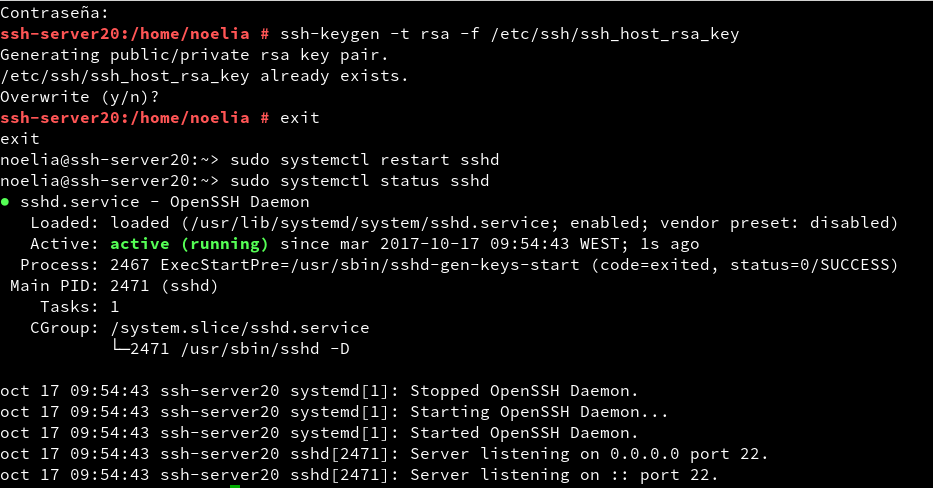 Contraseña:
ssh-server20:/home/noelia # ssh-keygen -t rsa -f /etc/ssh/ssh_host_rsa_key
Generating public/private rsa key pair.
/etc/ssh/ssh_host_rsa_key already exists.
Overwrite (y/n)?
ssh-server20:/home/noelia # exit
exit
noelia@ssh-server20:~> sudo systemctl restart sshd
noelia@ssh-server20:~> sudo systemctl status sshd
● sshd.service - OpenSSH Daemon
   Loaded: loaded (/usr/lib/systemd/system/sshd.service; enabled; vendor preset: disabled)
   Active: active (running) since mar 2017-10-17 09:54:43 WEST; 1s ago
  Process: 2467 ExecStartPre=/usr/sbin/sshd-gen-keys-start (code=exited, status=0/SUCCESS)
 Main PID: 2471 (sshd)
    Tasks: 1
   CGroup: /system.slice/sshd.service
           └─2471 /usr/sbin/sshd -D
oct 17 09:54:43 ssh-server20 systemd[1]: Stopped OpenSSH Daemon.
oct 17 09:54:43 ssh-server20 systemd[1]: Starting OpenSSH Daemon...
oct 17 09:54:43 ssh-server20 systemd[1]: Started OpenSSH Daemon.
oct 17 09:54:43 ssh-server20 sshd[2471]: Server listening on 0.0.0.0 port 22.
oct 17 09:54:43 ssh-server20 sshd[2471]: Server listening on :: port 22.